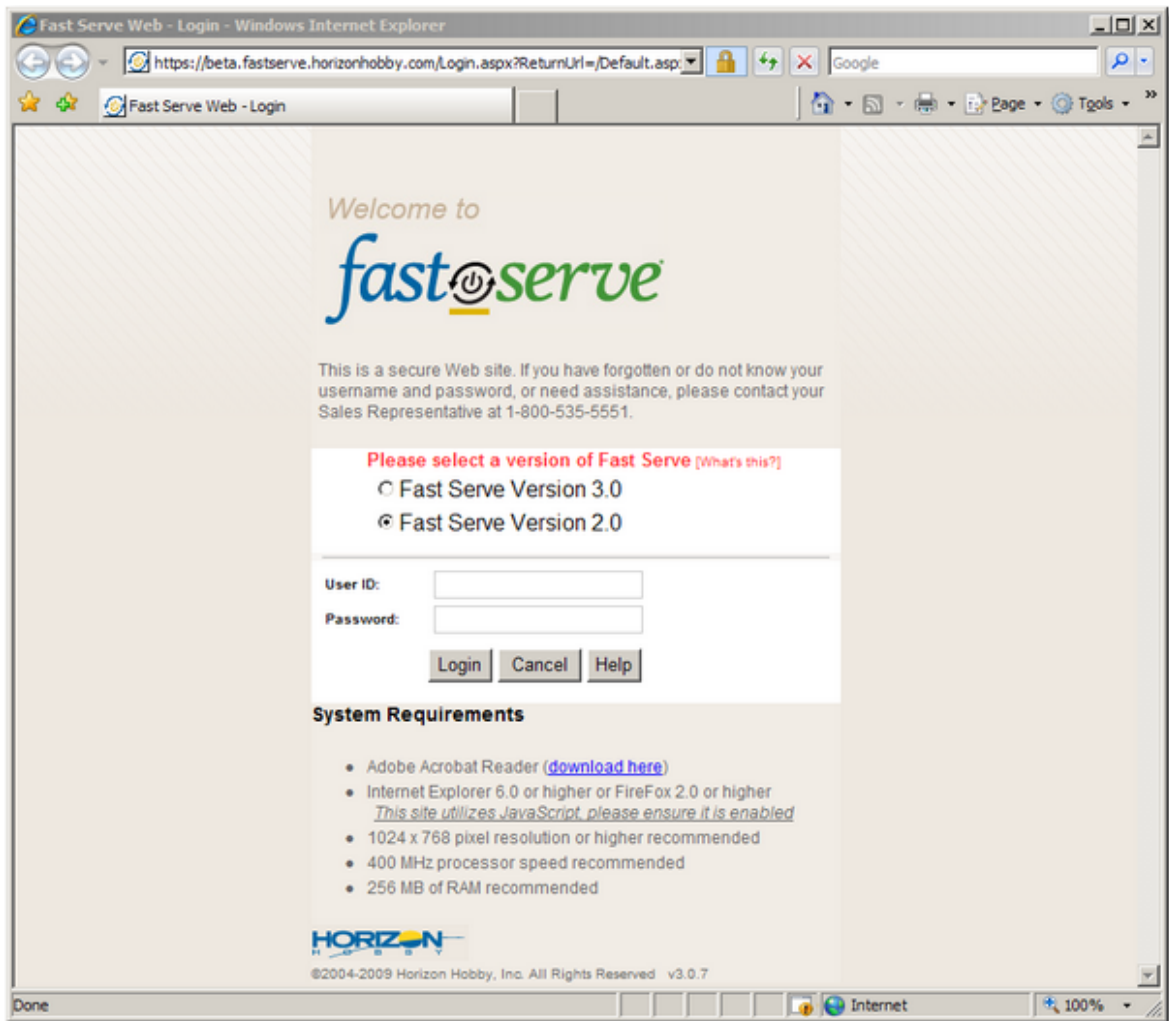 Fast Serve Web - Login - Windows Internet Explorer
https://beta.fastserve.horizonhobby.com/Login.aspx?ReturnUrl=/Default.asp
Google
Fast Serve Web - Login
Page
Tools
»
Welcome to
fast serve
This is a secure Web site. If you have forgotten or do not know your
username and password, or need assistance, please contact your
Sales Representative at 1-800-535-5551.
Please select a version of Fast Serve [What's this?]
Fast Serve Version 3.0
Fast Serve Version 2.0
User ID:
Password:
Login Cancel Help
System Requirements
• Adobe Acrobat Reader (download here)
• Internet Explorer 6.0 or higher or FireFox 2.0 or higher
This site utilizes JavaScript, please ensure it is enabled
• 1024 x 768 pixel resolution or higher recommended
• 400 MHz processor speed recommended
• 256 MB of RAM recommended
HORIZON
HOBBY
©2004-2009 Horizon Hobby, Inc. All Rights Reserved v3.0.7
Done Internet 100%